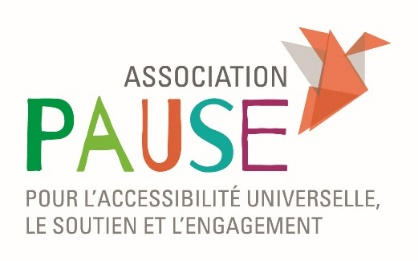 ASSOCIATION
PAUSE
POUR L'ACCESSIBILITÉ UNIVERSELLE,
LE SOUTIEN ET L'ENGAGEMENT